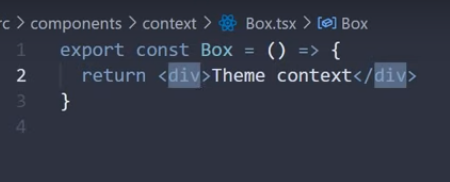 rc > components > context > Box.tsx > Box
1 export const Box = () => {
2   return <div>Theme context</div>
3 }
4